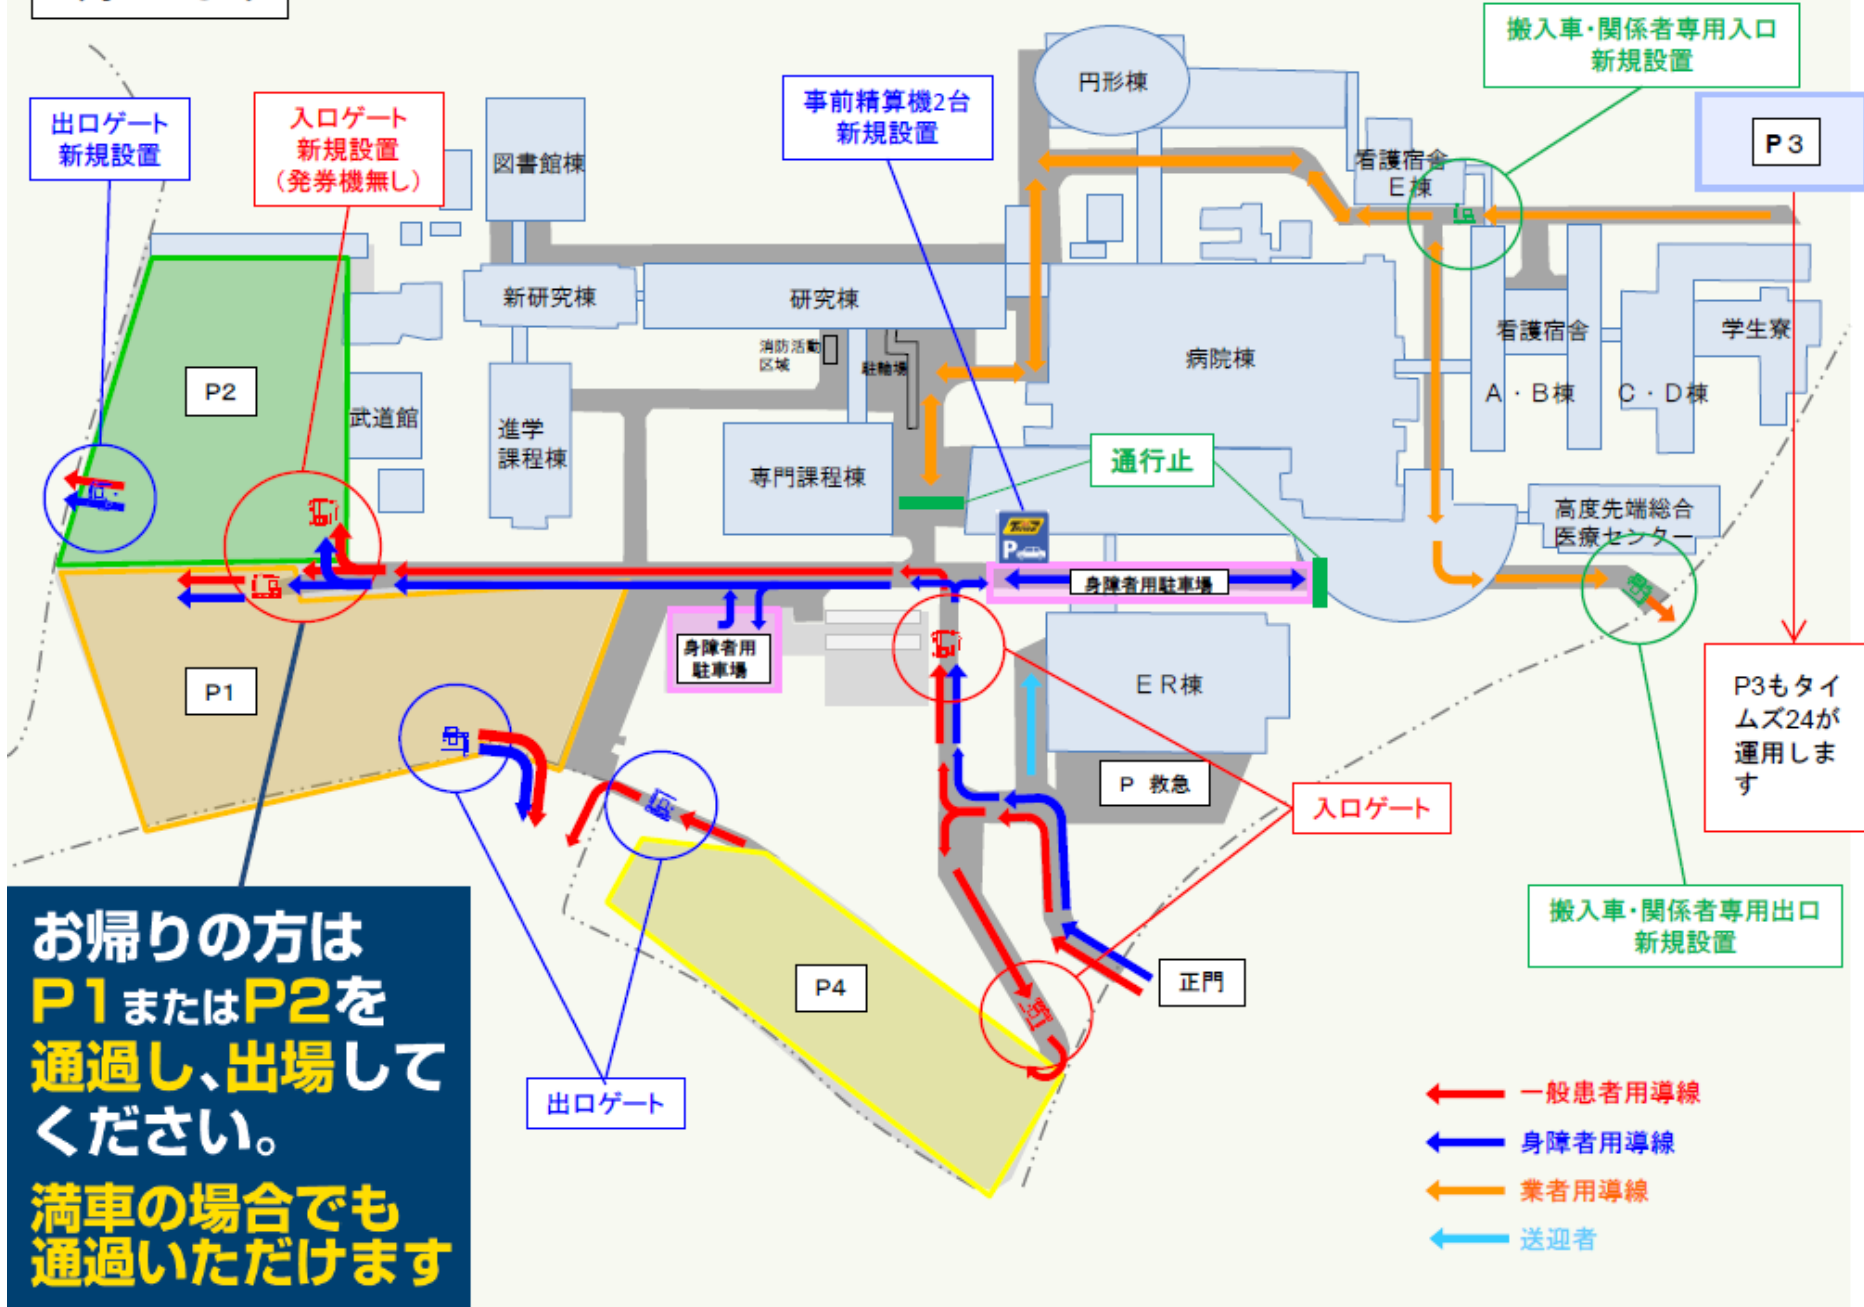 搬入車・関係者専用入口
新規設置
円形棟
事前精算機2台
新規設置
出口ゲート
新規設置
入口ゲート
新規設置
（発券機無し）
P3
図書館棟
看護宿舎
E棟
新研究棟
研究棟
消防活動
区域
駐輪場
病院棟
看護宿舎
A・B棟
C・D棟
学生寮
P2
武道館
進学
課程棟
専門課程棟
通行止
高度先端総合
医療センター
P
身障者用駐車場
身障者用
駐車場
P1
ER棟
P3もタイ
ムズ24が
運用しま
す
P 救急
入口ゲート
搬入車・関係者専用出口
新規設置
正門
P4
出口ゲート
お帰りの方は
P1またはP2を
通過し、出場して
ください。
満車の場合でも
通過いただけます
一般患者用導線
身障者用導線
業者用導線
送迎者